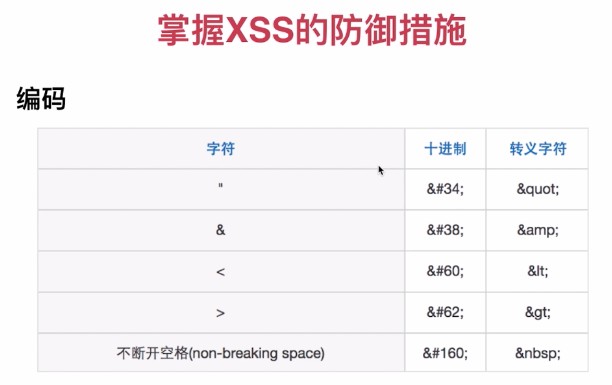 掌握XSS的防御措施
编码
字符 十进制 转义字符
" &#34; &quot;
& &#38; &amp;
< &#60; &lt;
> &#62; &gt;
不断开空格(non-breaking space) &#160; &nbsp;